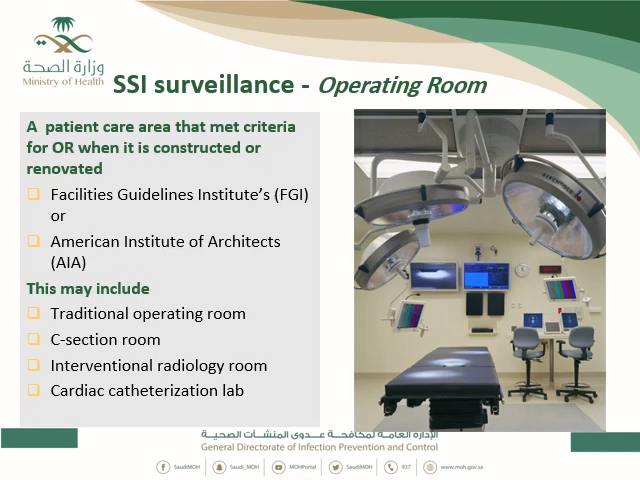 وزارة الصحة
Ministry of Health
SSI surveillance - Operating Room
A patient care area that met criteria
for OR when it is constructed or
renovated
Facilities Guidelines Institute's (FGI)
or
American Institute of Architects
(AIA)
This may include
Traditional operating room
C-section room
Interventional radiology room
Cardiac catheterization lab
BERCHTOLD
الإدارة العامة لمكافحة عدوى المنشآت الصحية
General Directorate of Infection Prevention and Control
SaudiMOH
Saudi_MOH
MOHPortal
SaudiMOH
937
www.moh.gov.sa